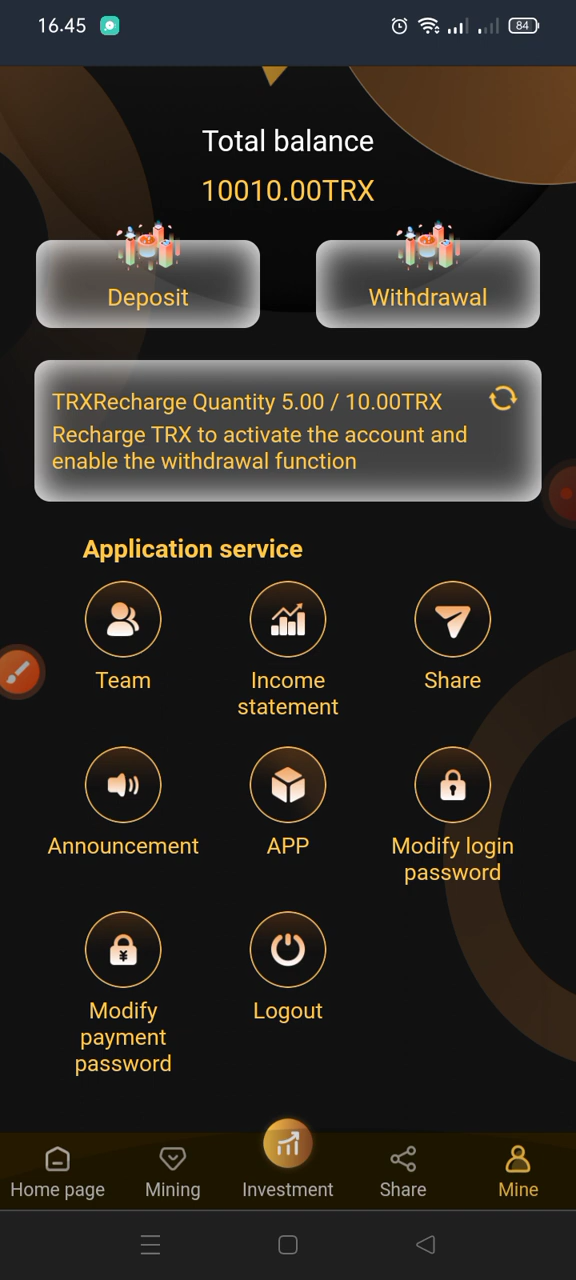 16.45
84
Total balance
10010.00TRX
Deposit
Withdrawal
TRXRecharge Quantity 5.00 / 10.00TRX
Recharge TRX to activate the account and
enable the withdrawal function
Application service
Team
Income
statement
Share
Announcement
APP
Modify login
password
Modify
payment
password
Logout
Home page
Mining
Investment
Share
Mine